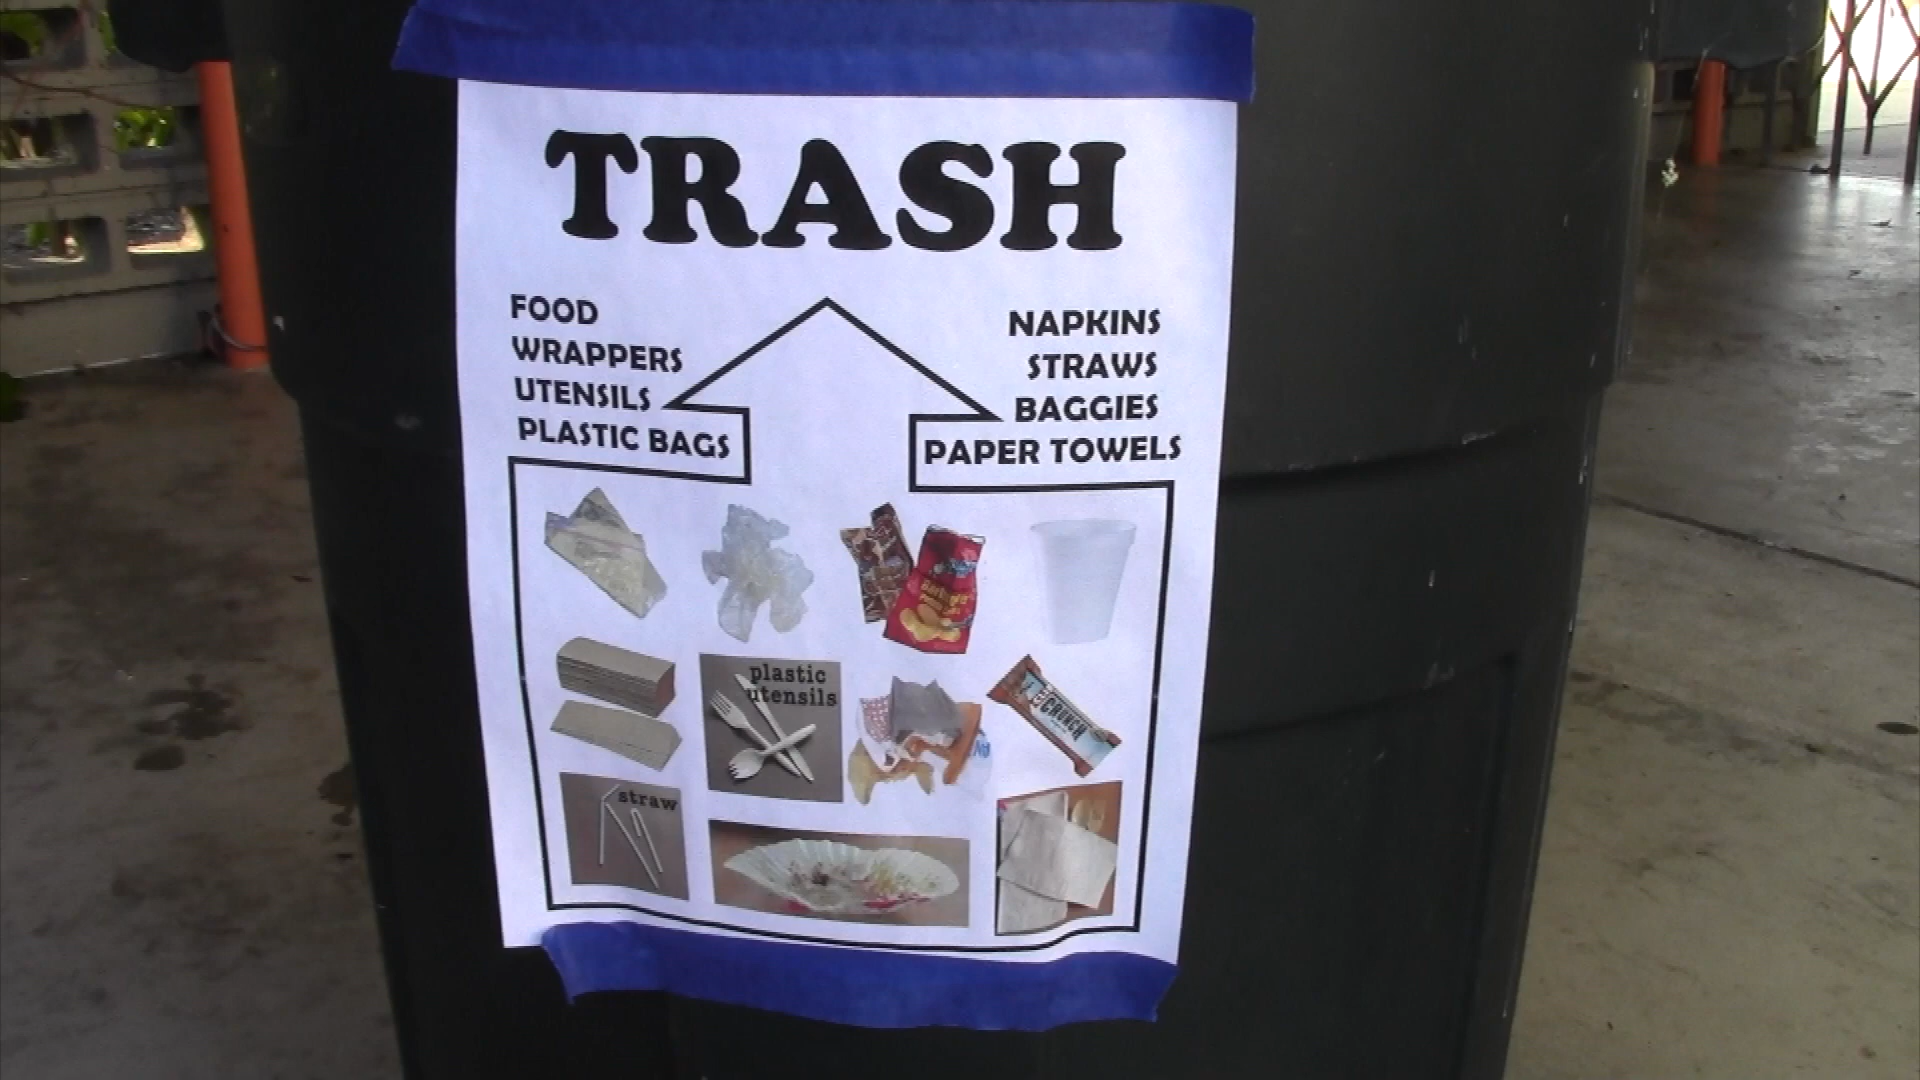 TRASH
FOOD
WRAPPERS
UTENSILS
PLASTIC BAGS
NAPKINS
STRAWS
BAGGIES
PAPER TOWELS
plastic
utensils
CRUNCH
straw